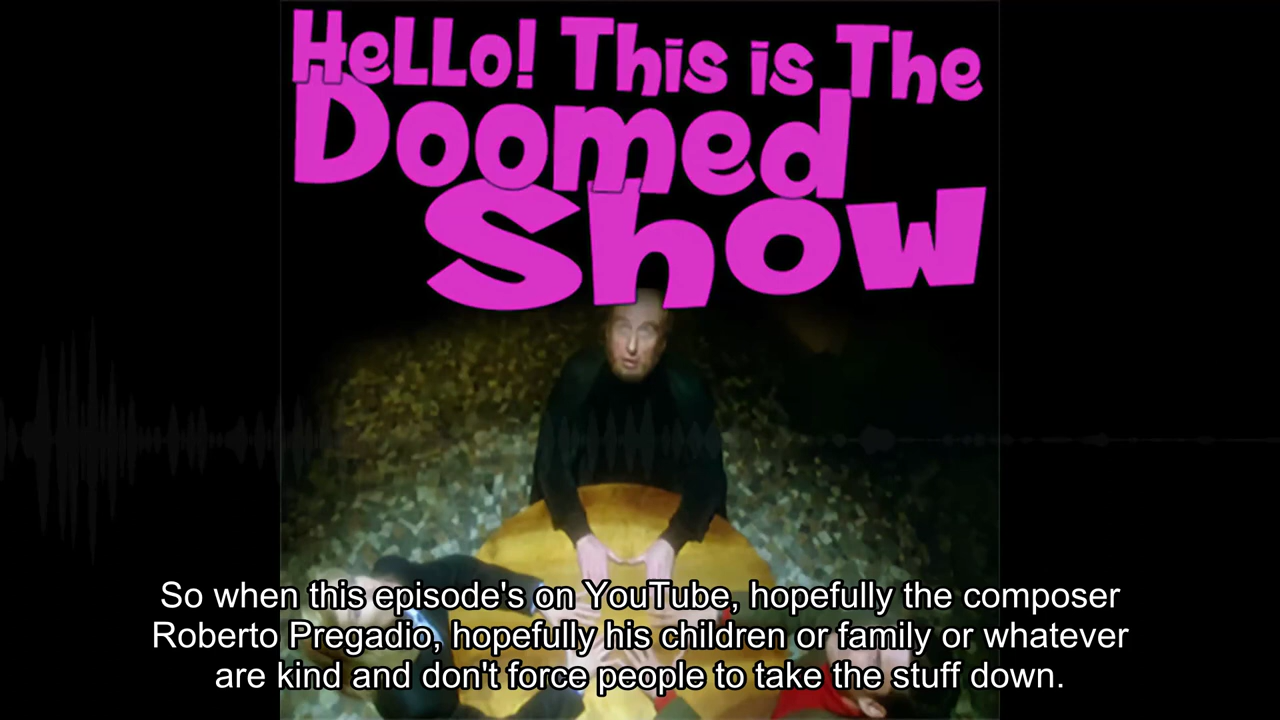 HeLLo! This is The
Doomed
Show
So when this episode's on YouTube, hopefully the composer
Roberto Pregadio, hopefully his children or family or whatever
are kind and don't force people to take the stuff down.